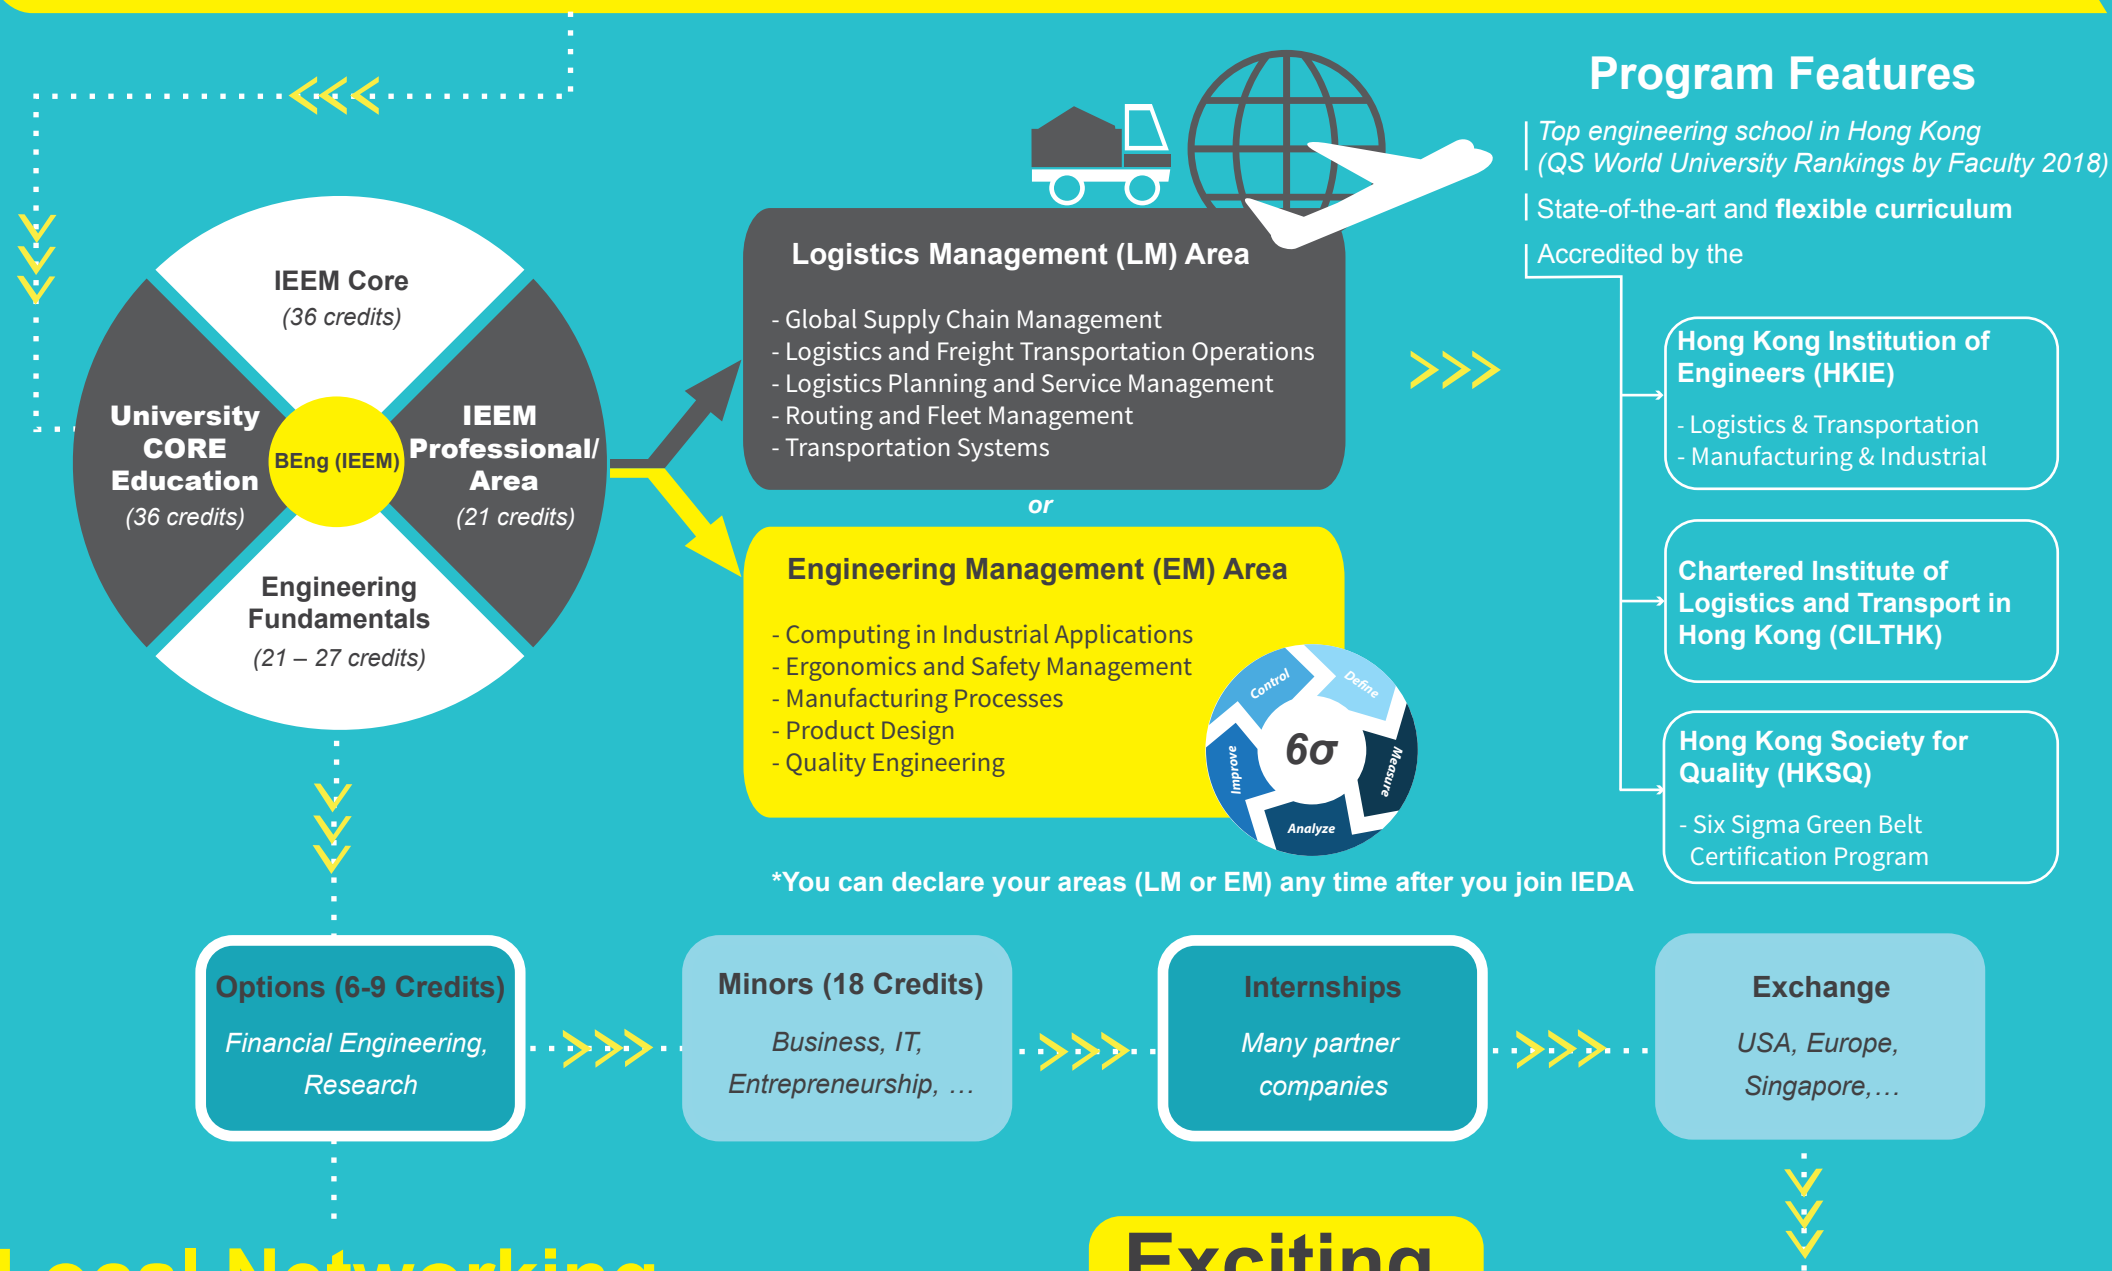 Program Features
Top engineering school in Hong Kong
(QS World University Rankings by Faculty 2018)
State-of-the-art and flexible curriculum
Accredited by the
Hong Kong Institution of
Engineers (HKIE)
- Logistics & Transportation
- Manufacturing & Industrial
Chartered Institute of
Logistics and Transport in
Hong Kong (CILTHK)
Hong Kong Society for
Quality (HKSQ)
- Six Sigma Green Belt
Certification Program
IEEM Core
(36 credits)
University
CORE
Education
(36 credits)
BEng (IEEM)
IEEM
Professional/
Area
(21 credits)
Engineering
Fundamentals
(21 – 27 credits)
Logistics Management (LM) Area
- Global Supply Chain Management
- Logistics and Freight Transportation Operations
- Logistics Planning and Service Management
- Routing and Fleet Management
- Transportation Systems
or
Engineering Management (EM) Area
- Computing in Industrial Applications
- Ergonomics and Safety Management
- Manufacturing Processes
- Product Design
- Quality Engineering
Control
Define
Measure
Analyze
Improve
6σ
*You can declare your areas (LM or EM) any time after you join IEDA
Options (6-9 Credits)
Financial Engineering,
Research
Minors (18 Credits)
Business, IT,
Entrepreneurship, …
Internships
Many partner
companies
Exchange
USA, Europe,
Singapore,…
Local Networking
Exciting